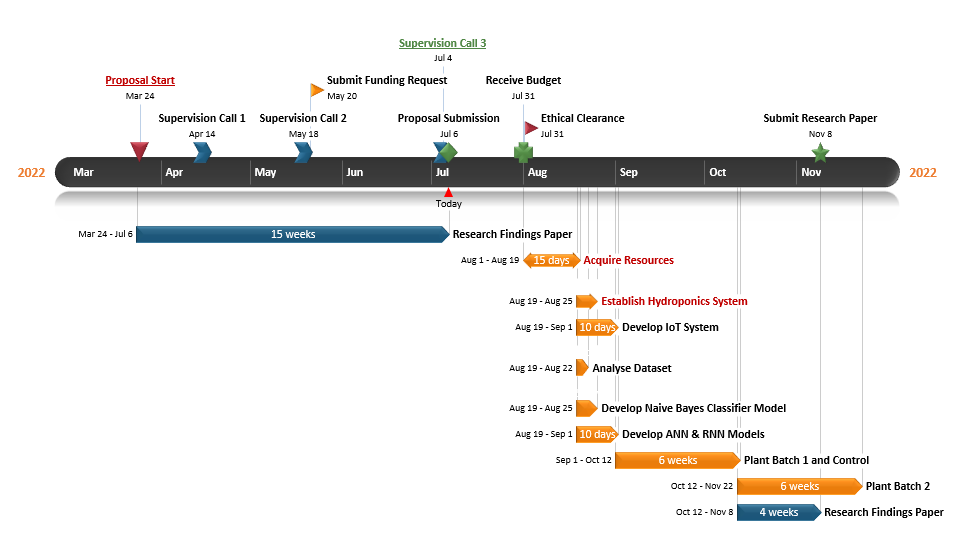 Supervision Call 3
Jul 4
Proposal Start
Mar 24
Submit Funding Request
May 20
Receive Budget
Jul 31
Supervision Call 1
Apr 14
Supervision Call 2
May 18
Proposal Submission
Jul 6
Ethical Clearance
Jul 31
Submit Research Paper
Nov 8
2022 Mar Apr May Jun Jul Aug Sep Oct Nov 2022
Today
Mar 24 - Jul 6 15 weeks Research Findings Paper
Aug 1 - Aug 19 15 days Acquire Resources
Aug 19 - Aug 25 Establish Hydroponics System
Aug 19 - Sep 1 10 days Develop IoT System
Aug 19 - Aug 22 Analyse Dataset
Aug 19 - Aug 25 Develop Naive Bayes Classifier Model
Aug 19 - Sep 1 10 days Develop ANN & RNN Models
Sep 1 - Oct 12 6 weeks Plant Batch 1 and Control
Oct 12 - Nov 22 6 weeks Plant Batch 2
Oct 12 - Nov 8 4 weeks Research Findings Paper